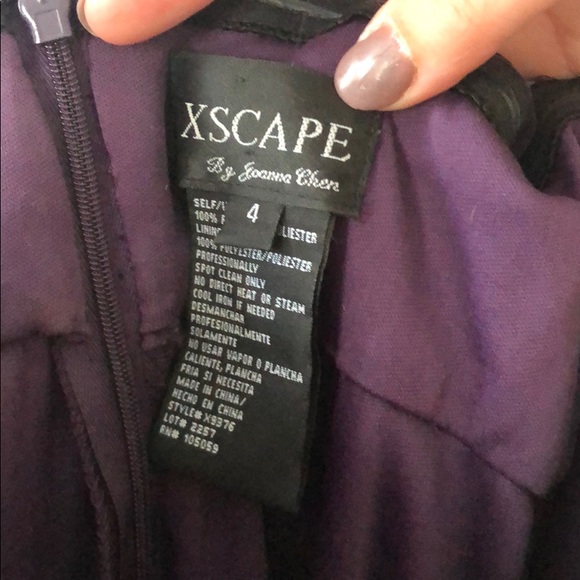 XSCAPE
By Joanna Chen
4
SELF/
100% P
LIESTER
LINING
100% POLYESTER/POLIESTER
PROFESSIONALLY
SPOT CLEAN ONLY
NO DIRECT HEAT OR STEAM
COOL IRON IF NEEDED
DESMANCHAR
PROFESIONALMENTE
SOLAMENTE
NO USAR VAPOR O PLANCHA
CALIENTE, PLANCHA
FRIA SI NECESITA
MADE IN CHINA/
HECHO EN CHINA
STYLE# X9376
LOT# 2257
RN# 105059